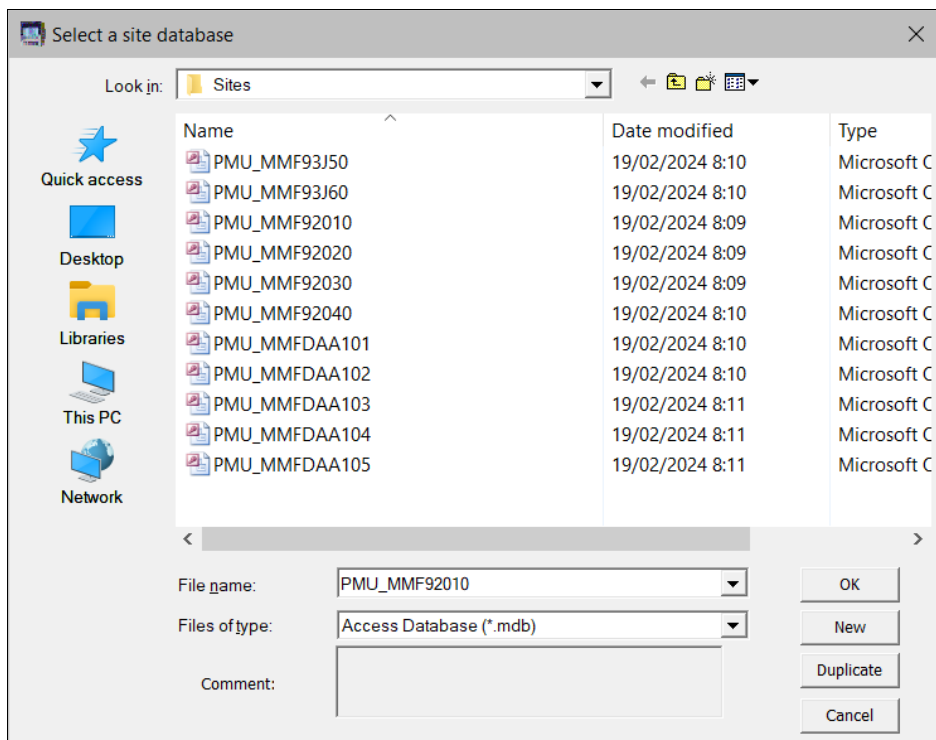 Select a site database
Look in: Sites
Quick access
Desktop
Libraries
This PC
Network
Name Date modified Type
PMU_MMF93J50 19/02/2024 8:10 Microsoft
PMU_MMF93J60 19/02/2024 8:10 Microsoft
PMU_MMF92010 19/02/2024 8:09 Microsoft
PMU_MMF92020 19/02/2024 8:09 Microsoft
PMU_MMF92030 19/02/2024 8:09 Microsoft
PMU_MMF92040 19/02/2024 8:10 Microsoft
PMU_MMFDAA101 19/02/2024 8:10 Microsoft
PMU_MMFDAA102 19/02/2024 8:10 Microsoft
PMU_MMFDAA103 19/02/2024 8:11 Microsoft
PMU_MMFDAA104 19/02/2024 8:11 Microsoft
PMU_MMFDAA105 19/02/2024 8:11 Microsoft
File name: PMU_MMF92010 OK
Files of type: Access Database (*.mdb) New
Comment: Duplicate
Cancel